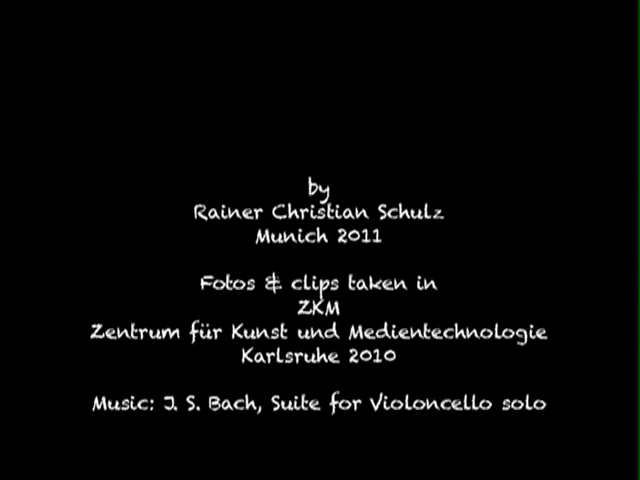 by
Rainer Christian Schulz
Munich 2011
Fotos & clips taken in
ZKM
Zentrum für Kunst und Medientechnologie
Karlsruhe 2010
Music: J. S. Bach, Suite for Violoncello solo